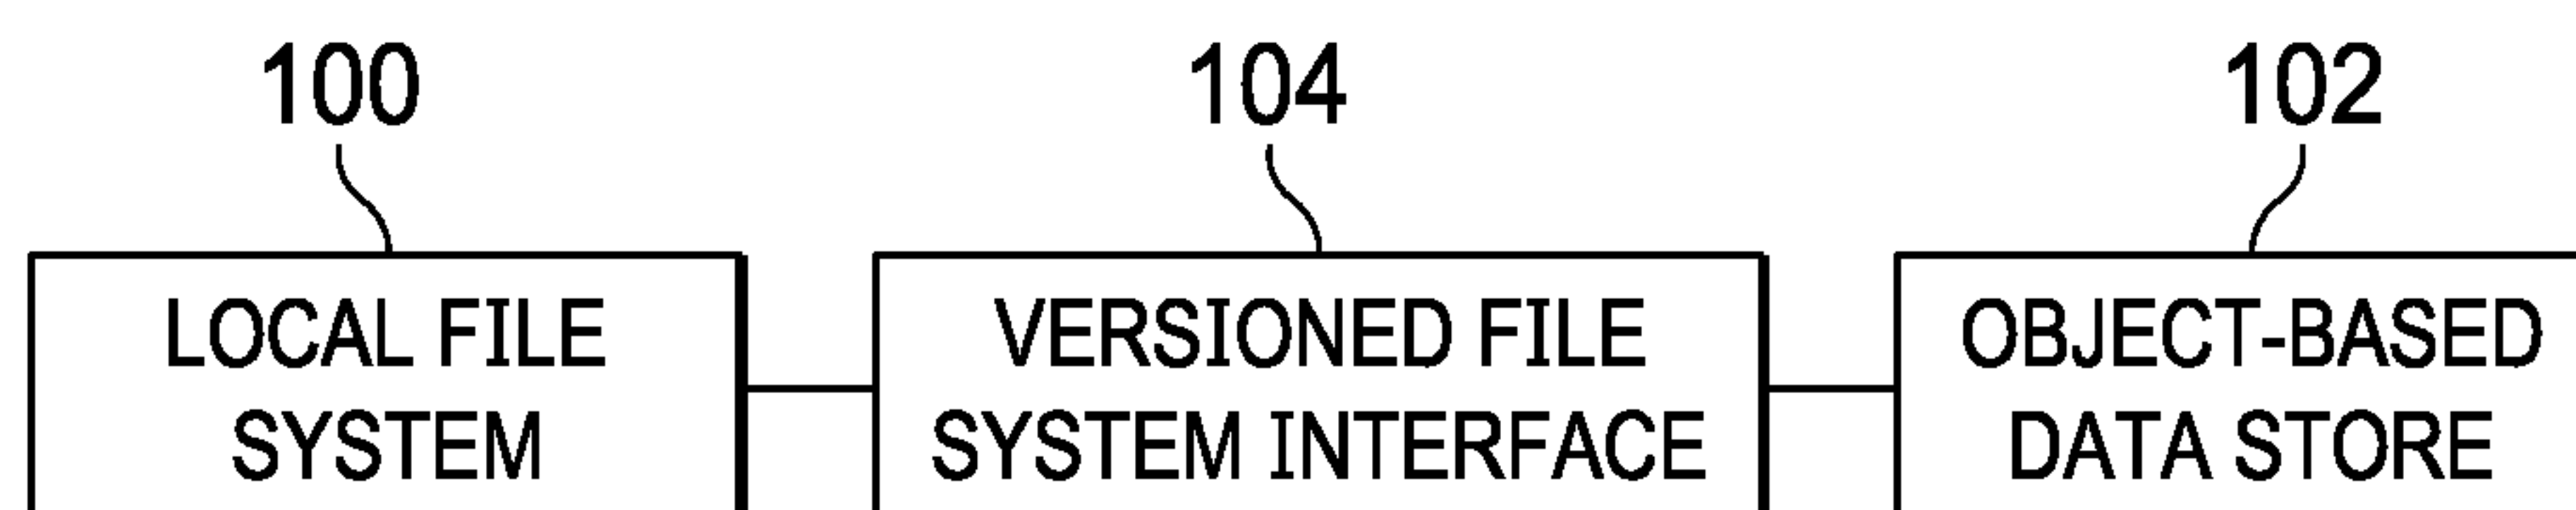 100
104
102
LOCAL FILE
SYSTEM
VERSIONED FILE
SYSTEM INTERFACE
OBJECT-BASED
DATA STORE